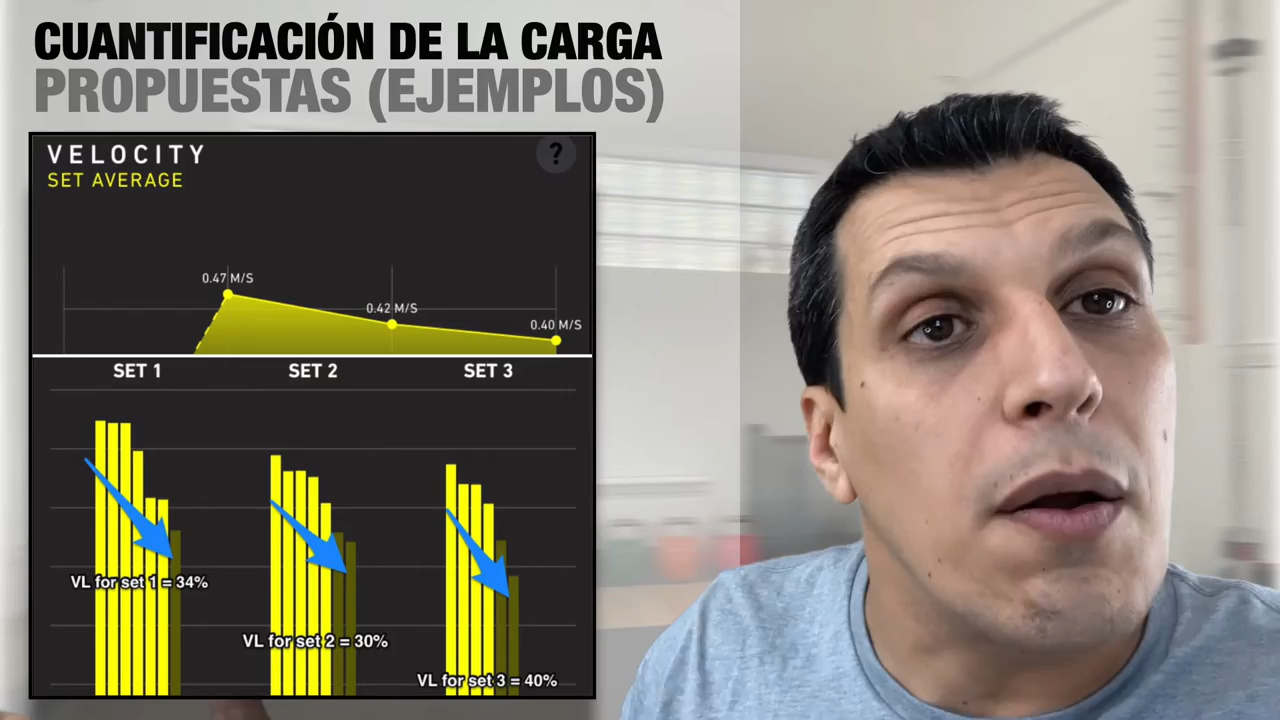 CUANTIFICACIÓN DE LA CARGA
PROPUESTAS (EJEMPLOS)
VELOCITY
?
SET AVERAGE
0.47 M/S
0.42 M/S
0.40 M/S
SET 1
SET 2
SET 3
VL for set 1 = 34%
VL for set 2 = 30%
VL for set 3 = 40%